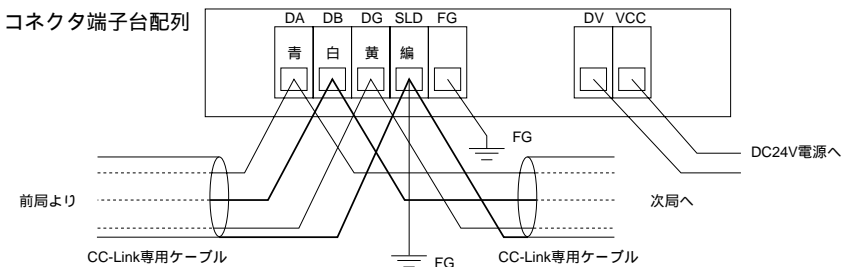 コネクタ端子台配列
DA DB DG SLD FG DV VCC
青 白 黄 編
FG
DC24V電源へ
前局より 次局へ
CC-Link専用ケーブル FG CC-Link専用ケーブル